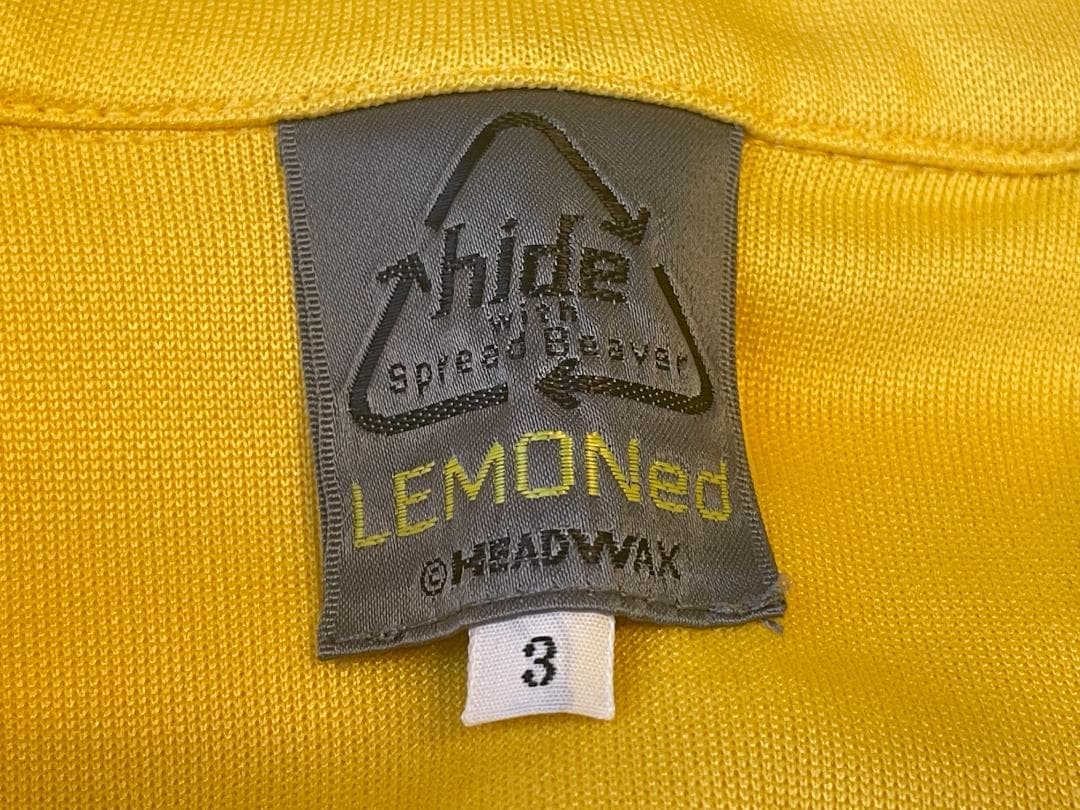 hide
with
Spread Beaver
LEMONed
©HEADWAX
3